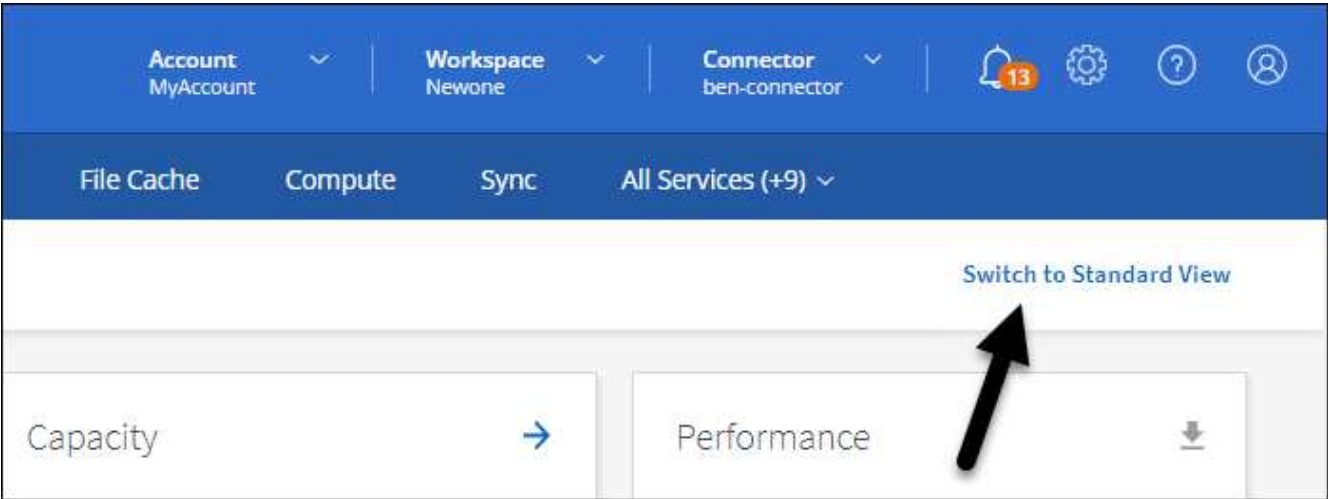 Account
MyAccount
Workspace
Newone
Connector
ben-connector
13
?
File Cache
Compute
Sync
All Services (+9)
Switch to Standard View
Capacity
Performance